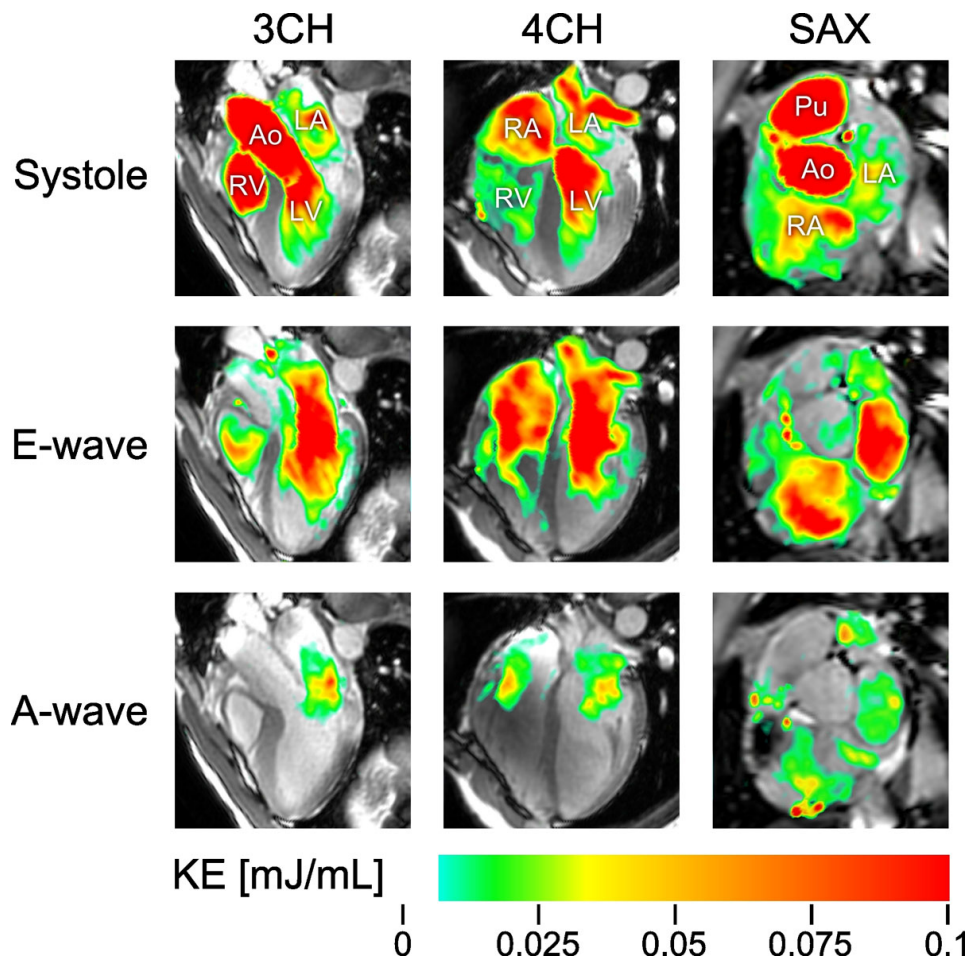 3CH 4CH SAX
Systole
Ao LA RV LV
RA LA RV LV
Pu Ao LA RA
E-wave
A-wave
KE [mJ/mL]
0 0.025 0.05 0.075 0.1